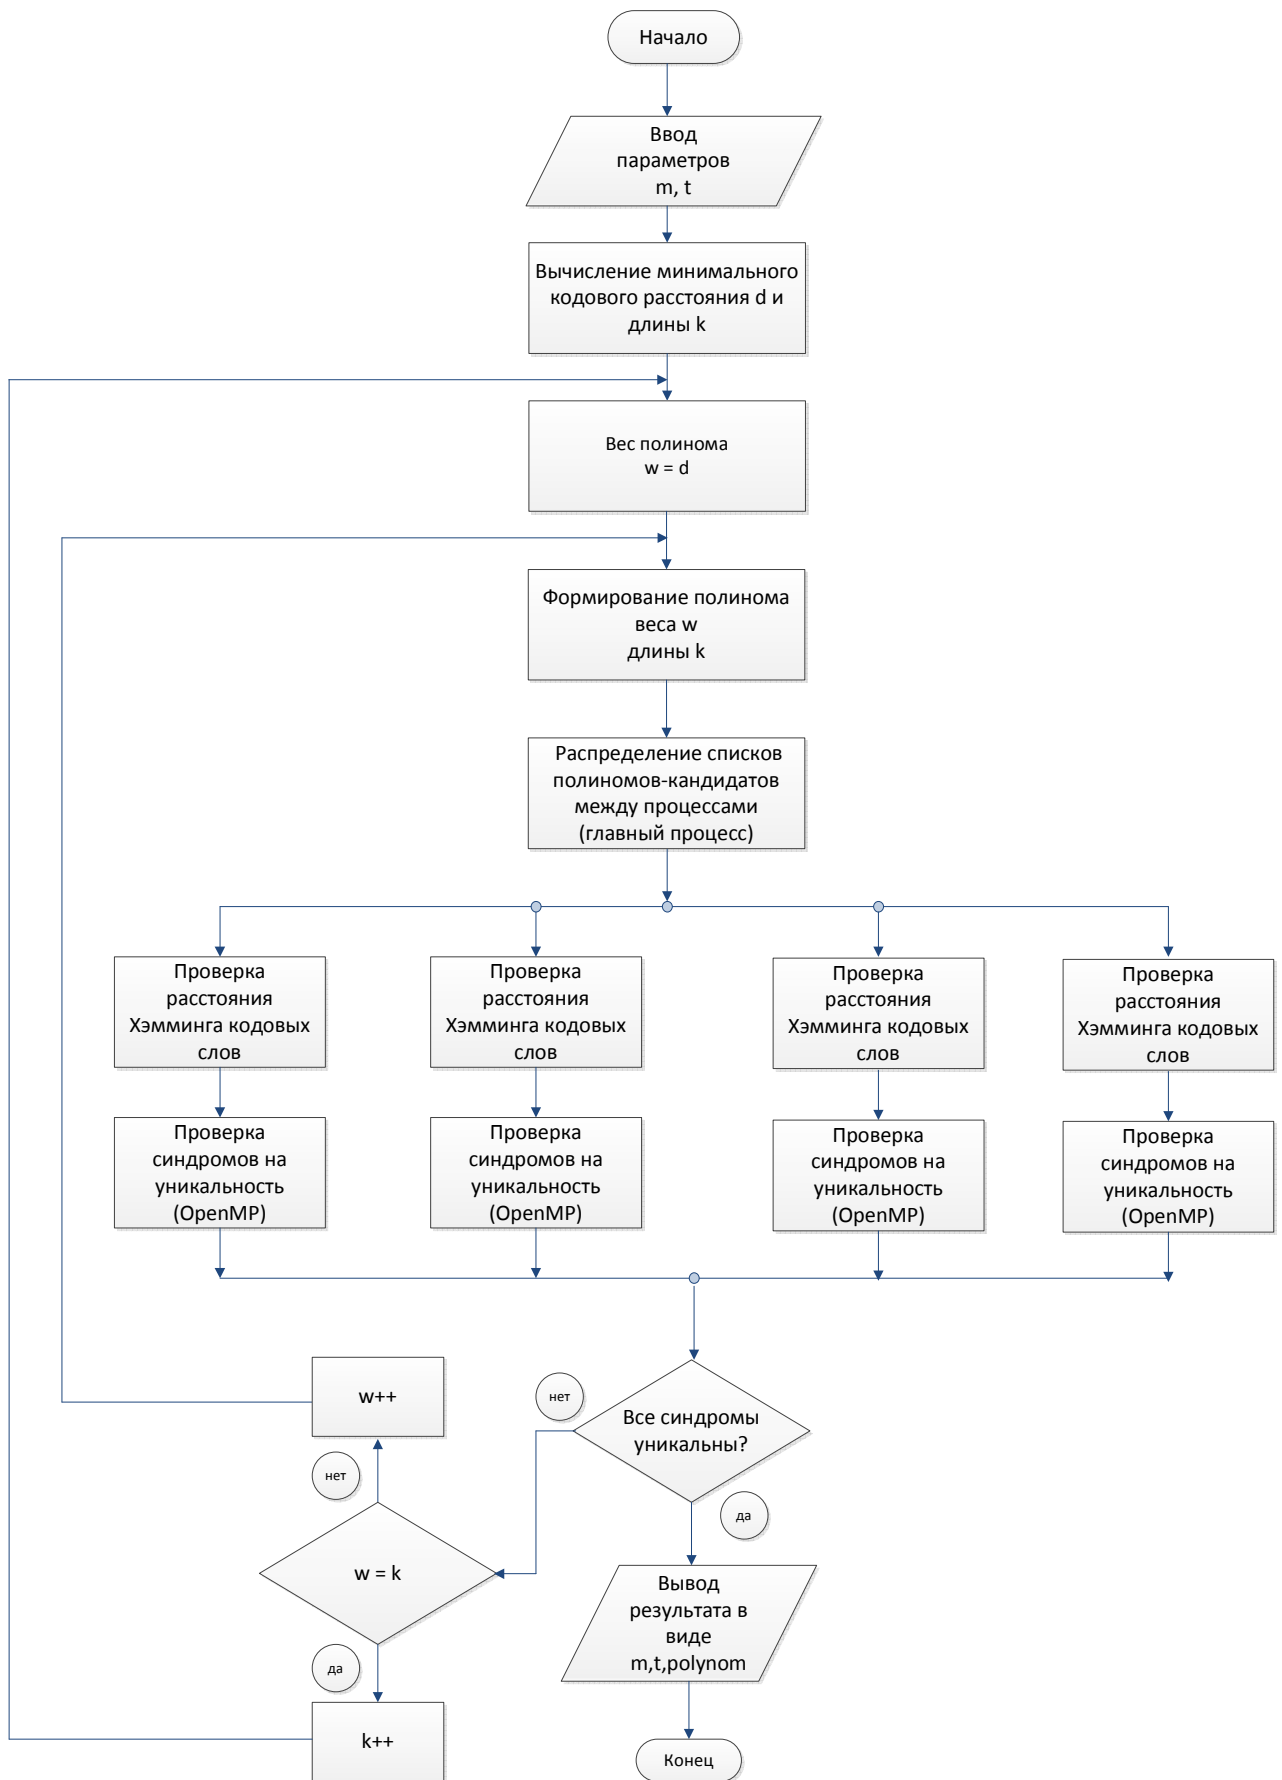 Начало
Ввод
параметров
m, t
Вычисление минимального
кодового расстояния d и
длины k
Вес полинома
w = d
Формирование полинома
веса w
длины k
Распределение списков
полиномов-кандидатов
между процессами
(главный процесс)
Проверка
расстояния
Хэмминга кодовых
слов
Проверка
расстояния
Хэмминга кодовых
слов
Проверка
расстояния
Хэмминга кодовых
слов
Проверка
расстояния
Хэмминга кодовых
слов
Проверка
синдромов на
уникальность
(OpenMP)
Проверка
синдромов на
уникальность
(OpenMP)
Проверка
синдромов на
уникальность
(OpenMP)
Проверка
синдромов на
уникальность
(OpenMP)
w++
нет
Все синдромы
уникальны?
нет
да
w = k
Вывод
результата в
виде
m,t,polynom
да
k++
Конец